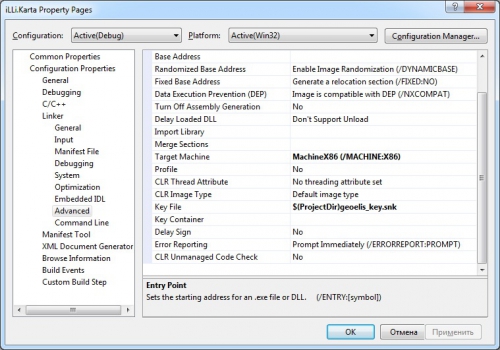 iLLi.Karta Property Pages
Configuration: Active(Debug) Platform: Active(Win32) Configuration Manager...
Common Properties
Configuration Properties
General
Debugging
C/C++
Linker
General
Input
Manifest File
Debugging
System
Optimization
Embedded IDL
Advanced
Command Line
Manifest Tool
XML Document Generator
Browse Information
Build Events
Custom Build Step
Base Address
Randomized Base Address Enable Image Randomization (/DYNAMICBASE)
Fixed Base Address Generate a relocation section (/FIXED:NO)
Data Execution Prevention (DEP) Image is compatible with DEP (/NXCOMPAT)
Turn Off Assembly Generation No
Delay Loaded DLL Don't Support Unload
Import Library
Merge Sections
Target Machine MachineX86 (/MACHINE:X86)
Profile No
CLR Thread Attribute No threading attribute set
CLR Image Type Default image type
Key File $(ProjectDir)geoelis_key.snk
Key Container
Delay Sign No
Error Reporting Prompt Immediately (/ERRORREPORT:PROMPT)
CLR Unmanaged Code Check No
Entry Point
Sets the starting address for an .exe file or DLL. (/ENTRY:[symbol])
OK Отмена Применить